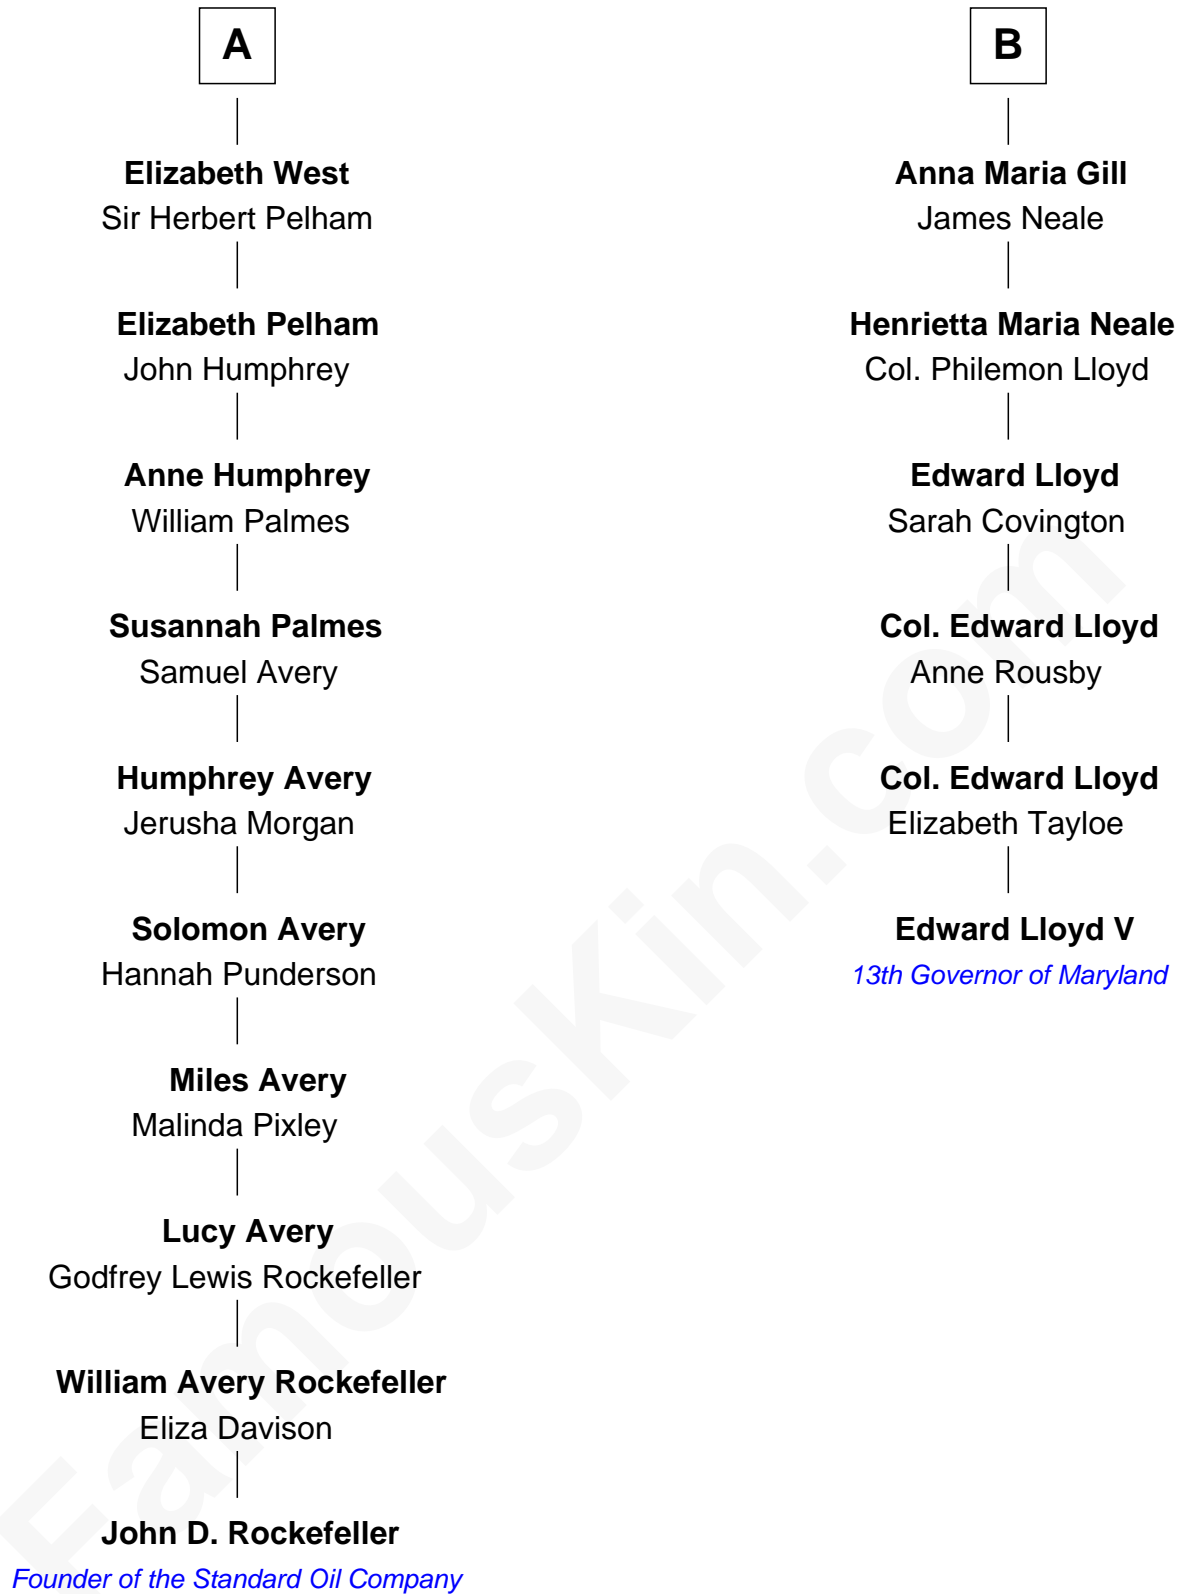 A
Elizabeth West
Sir Herbert Pelham
Elizabeth Pelham
John Humphrey
Anne Humphrey
William Palmes
Susannah Palmes
Samuel Avery
Humphrey Avery
Jerusha Morgan
Solomon Avery
Hannah Punderson
Miles Avery
Malinda Pixley
Lucy Avery
Godfrey Lewis Rockefeller
William Avery Rockefeller
Eliza Davison
John D. Rockefeller
Founder of the Standard Oil Company
B
Anna Maria Gill
James Neale
Henrietta Maria Neale
Col. Philemon Lloyd
Edward Lloyd
Sarah Covington
Col. Edward Lloyd
Anne Rousby
Col. Edward Lloyd
Elizabeth Tayloe
Edward Lloyd V
13th Governor of Maryland
FamousKin.com